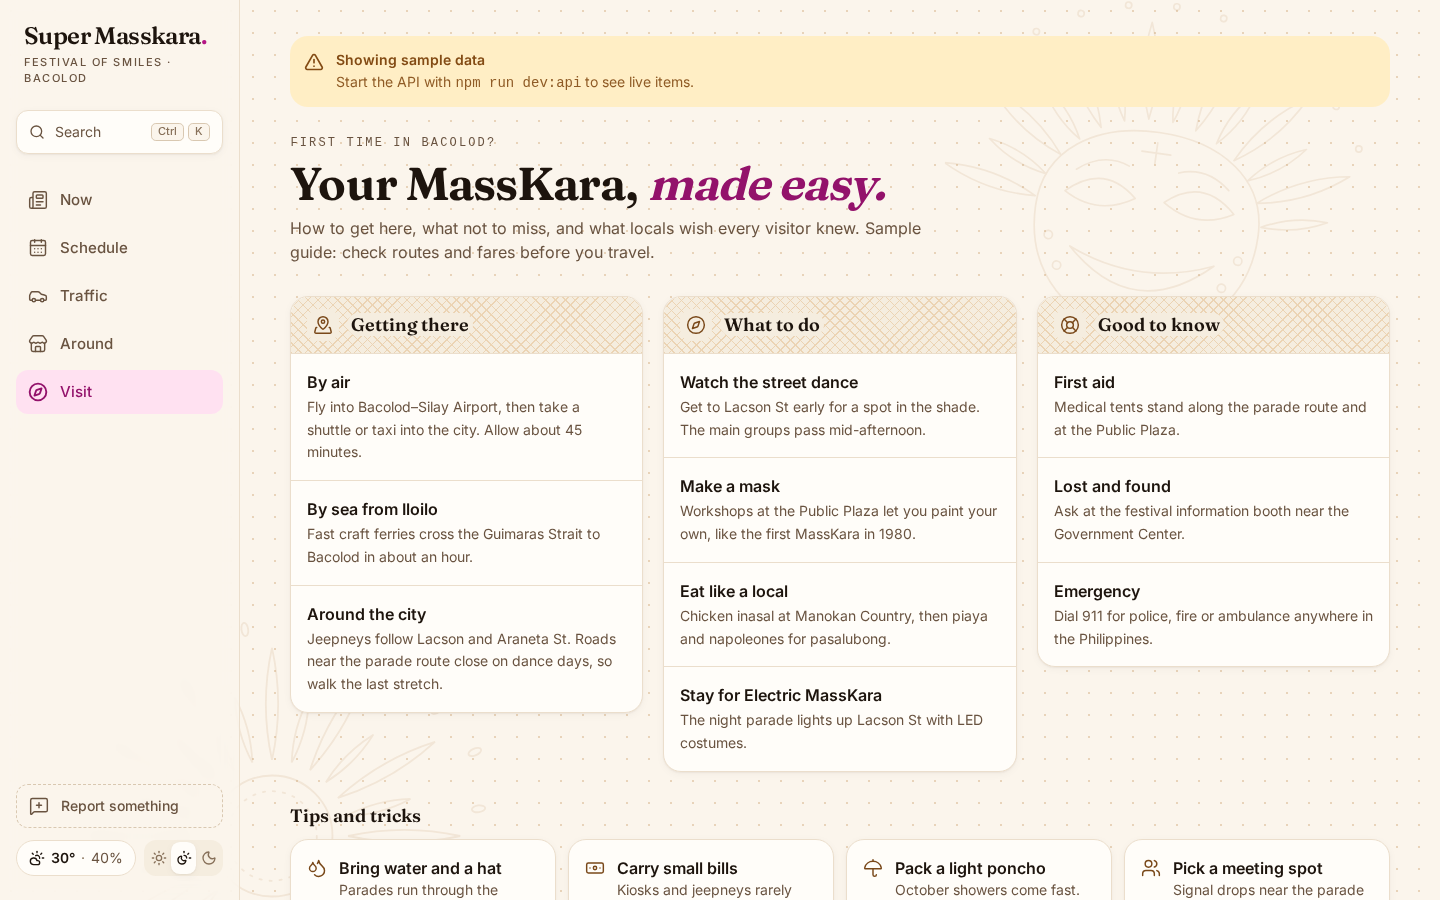 Super Masskara.
FESTIVAL OF SMILES ·
BACOLOD
Search Ctrl K
Now
Schedule
Traffic
Around
Visit
Report something
30° · 40%
Showing sample data
Start the API with npm run dev:api to see live items.
FIRST TIME IN BACOLOD?
Your MassKara, made easy.
How to get here, what not to miss, and what locals wish every visitor knew. Sample
guide: check routes and fares before you travel.
Getting there
By air
Fly into Bacolod–Silay Airport, then take a
shuttle or taxi into the city. Allow about 45
minutes.
By sea from Iloilo
Fast craft ferries cross the Guimaras Strait to
Bacolod in about an hour.
Around the city
Jeepneys follow Lacson and Araneta St. Roads
near the parade route close on dance days, so
walk the last stretch.
What to do
Watch the street dance
Get to Lacson St early for a spot in the shade.
The main groups pass mid-afternoon.
Make a mask
Workshops at the Public Plaza let you paint your
own, like the first MassKara in 1980.
Eat like a local
Chicken inasal at Manokan Country, then piaya
and napoleones for pasalubong.
Stay for Electric MassKara
The night parade lights up Lacson St with LED
costumes.
Good to know
First aid
Medical tents stand along the parade route and
at the Public Plaza.
Lost and found
Ask at the festival information booth near the
Government Center.
Emergency
Dial 911 for police, fire or ambulance anywhere in
the Philippines.
Tips and tricks
Bring water and a hat
Parades run through the
Carry small bills
Kiosks and jeepneys rarely
Pack a light poncho
October showers come fast.
Pick a meeting spot
Signal drops near the parade